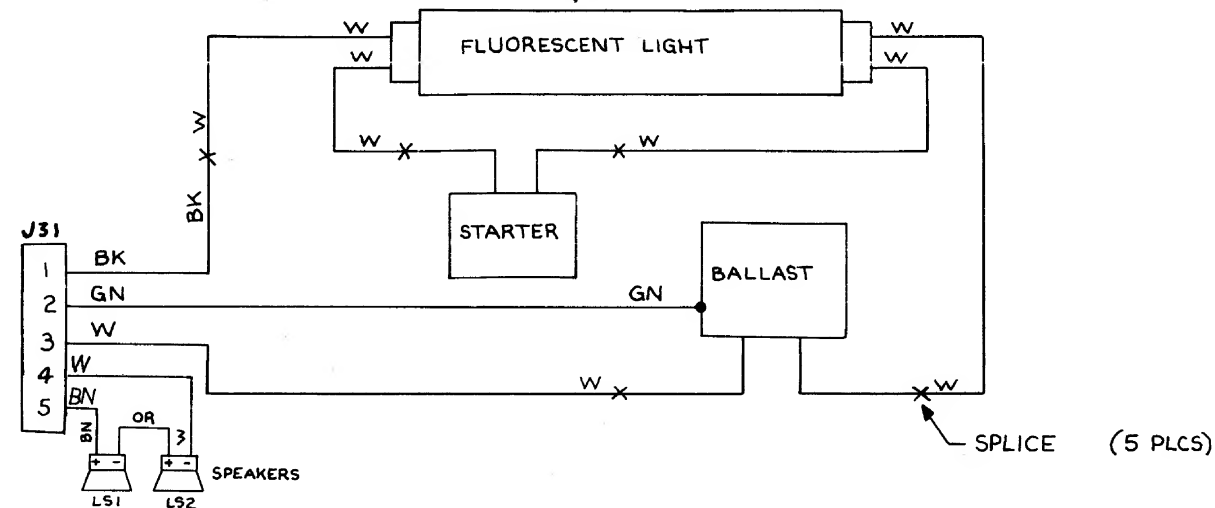 W
W
FLUORESCENT LIGHT
W
W
W
W
W
BK
STARTER
J31
1 BK
2 GN
GN
BALLAST
3 W
4 W
5 BN
W
W
SPLICE (5 PLCS)
BN
OR
W
+ -
+ -
SPEAKERS
LS1
LS2